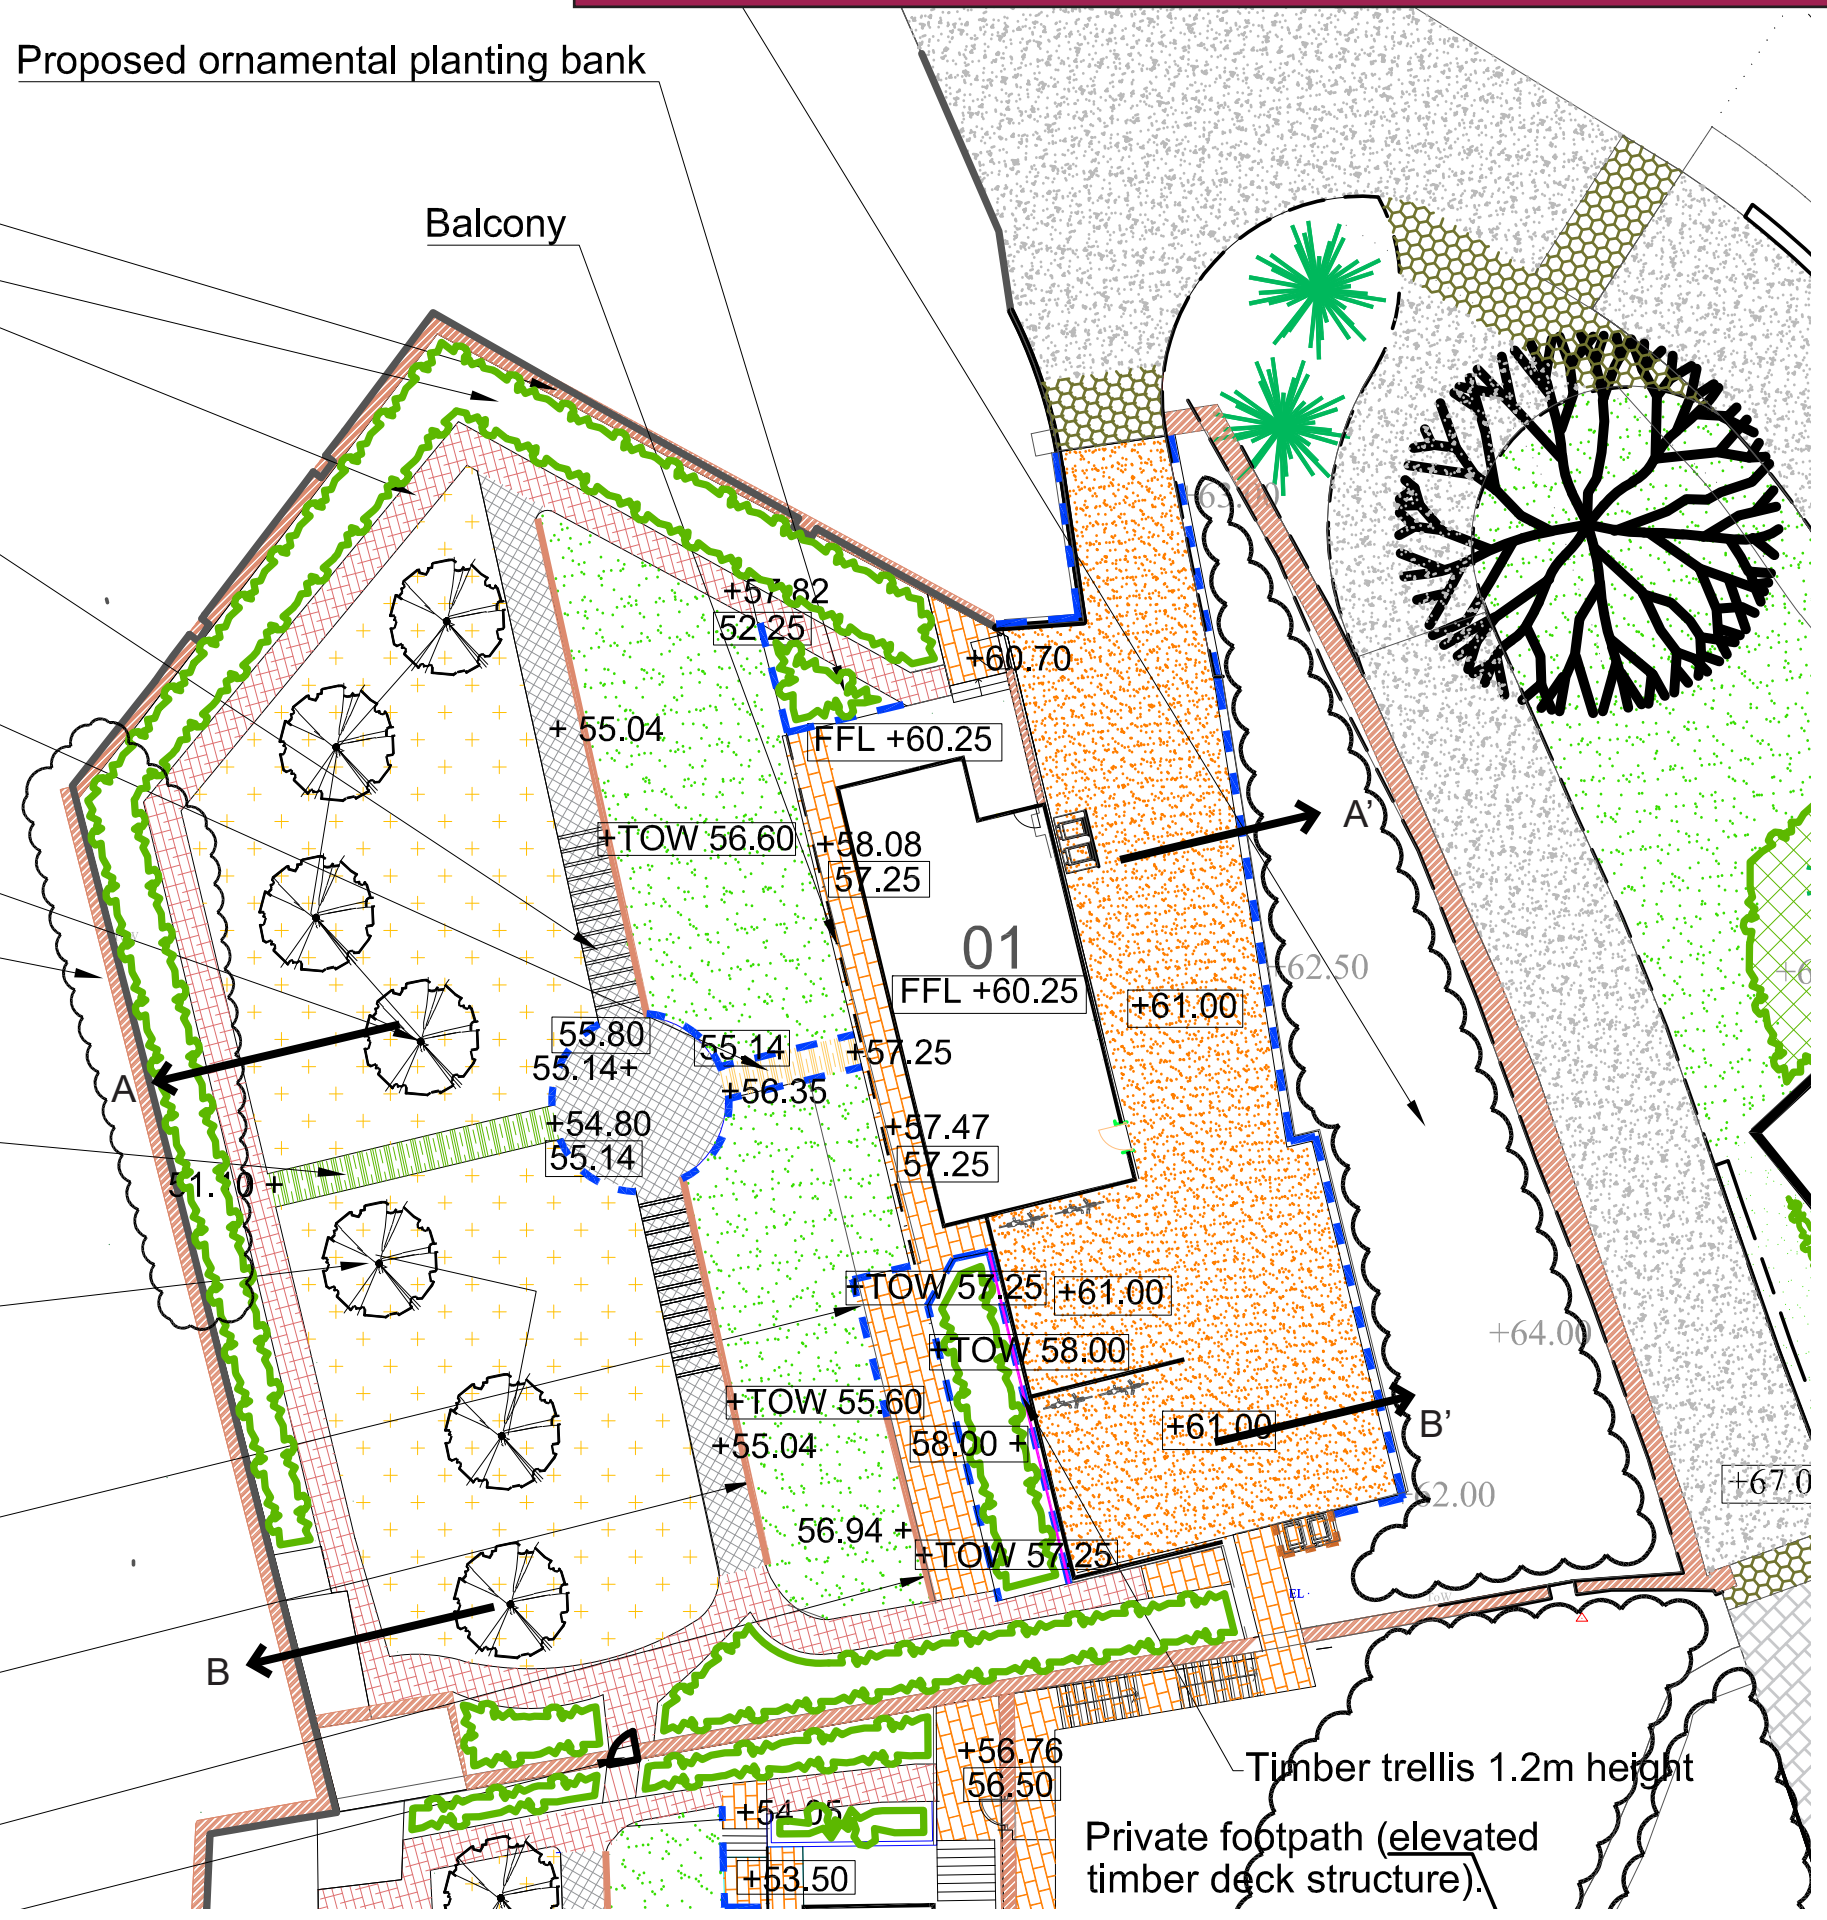 Proposed ornamental planting bank
Balcony
+57.82
52.25
+60.70
+ 55.04
FFL +60.25
+TOW 56.60
+58.08
57.25
A'
01
+62.50
FFL +60.25
+61.00
55.80
55.14
+57.25
55.14+
A
+56.35
+54.80
+57.47
55.14
57.25
+TOW 57.25
+61.00
+64.00
+TOW 58.00
+TOW 55.60
+61.00
B'
+55.04
58.00 +
+67.0
56.94 +
+TOW 57.25
EL
TOW
B
+56.76
56.50
Timber trellis 1.2m height
+54.05
Private footpath (elevated
timber deck structure).
+53.50